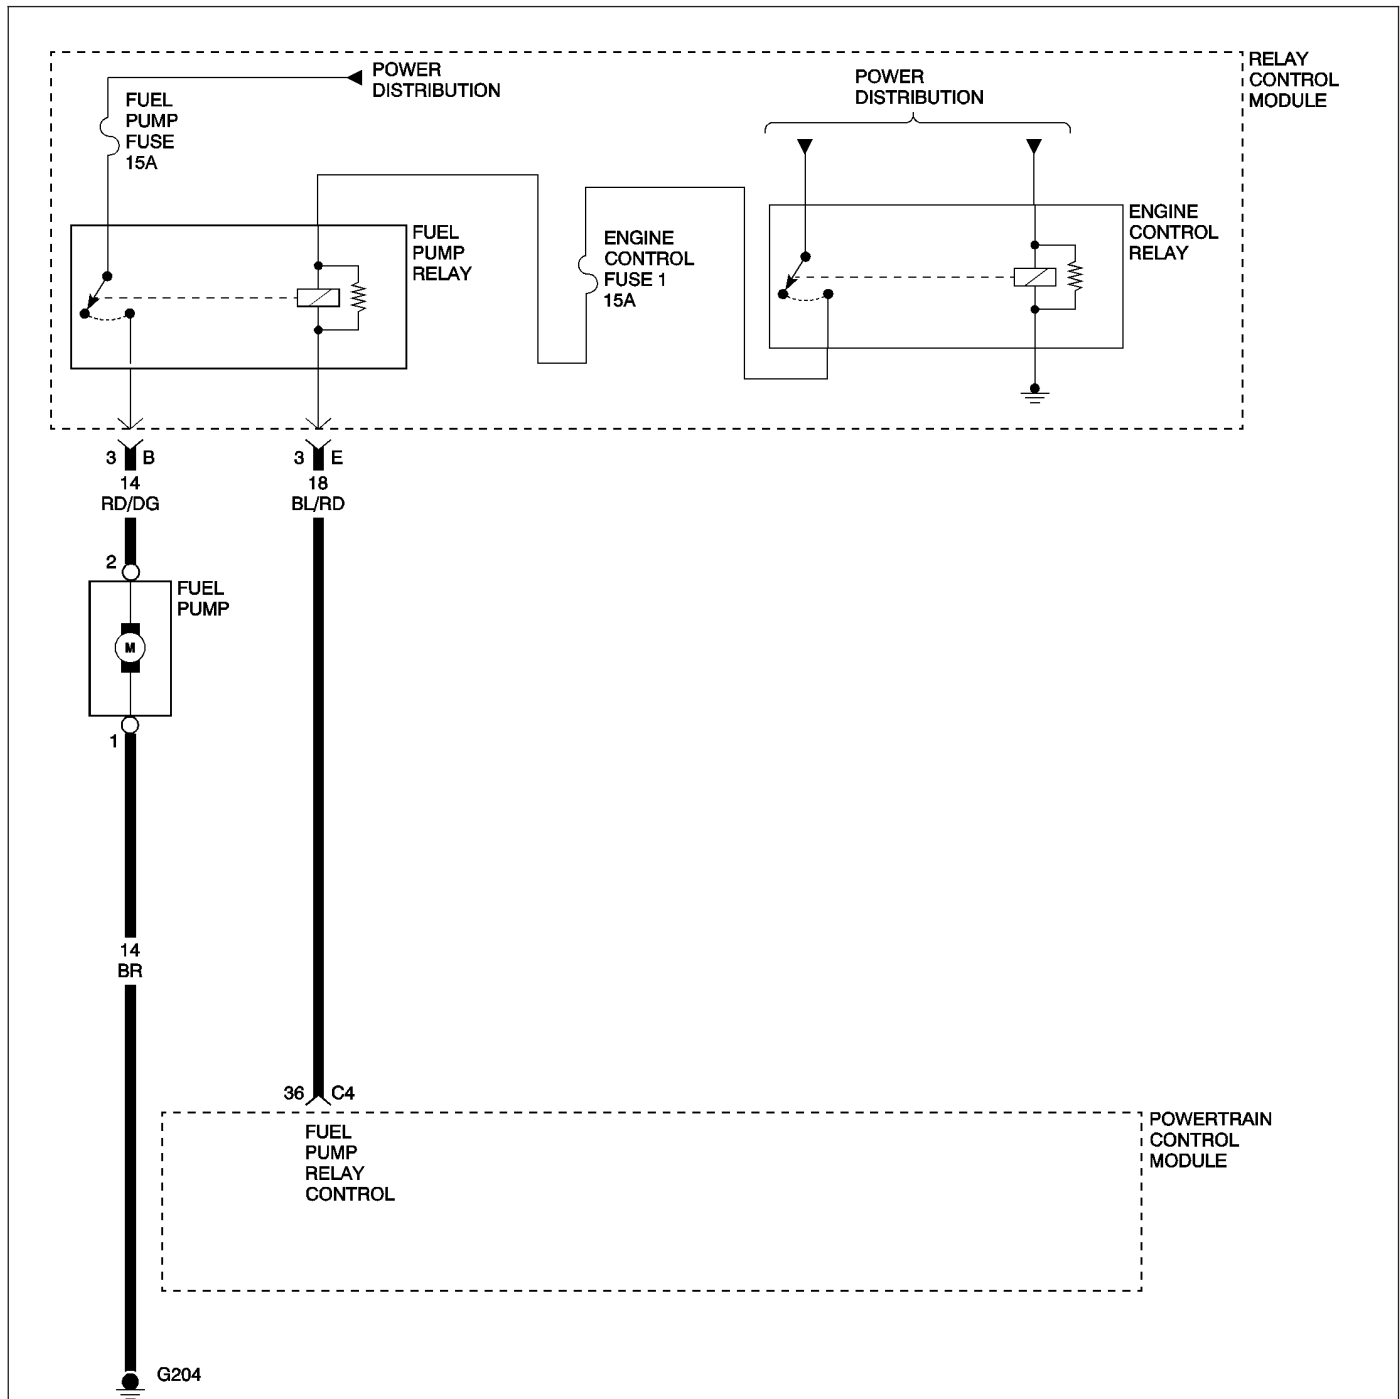 POWER
DISTRIBUTION
FUEL
PUMP
FUSE
15A
POWER
DISTRIBUTION
RELAY
CONTROL
MODULE
FUEL
PUMP
RELAY
ENGINE
CONTROL
FUSE 1
15A
ENGINE
CONTROL
RELAY
3 B
14
RD/DG
3 E
18
BL/RD
2
FUEL
PUMP
M
1
14
BR
36 C4
FUEL
PUMP
RELAY
CONTROL
POWERTRAIN
CONTROL
MODULE
G204